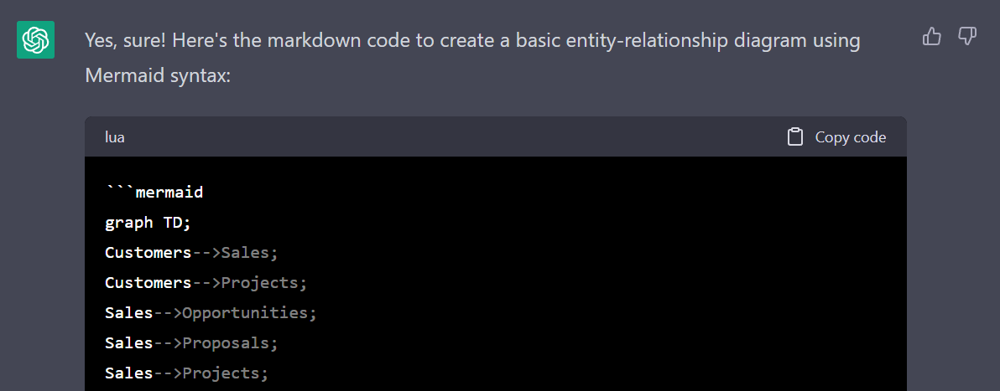 Yes, sure! Here's the markdown code to create a basic entity-relationship diagram using
Mermaid syntax:
lua
Copy code
```mermaid
graph TD;
Customers-->Sales;
Customers-->Projects;
Sales-->Opportunities;
Sales-->Proposals;
Sales-->Projects;